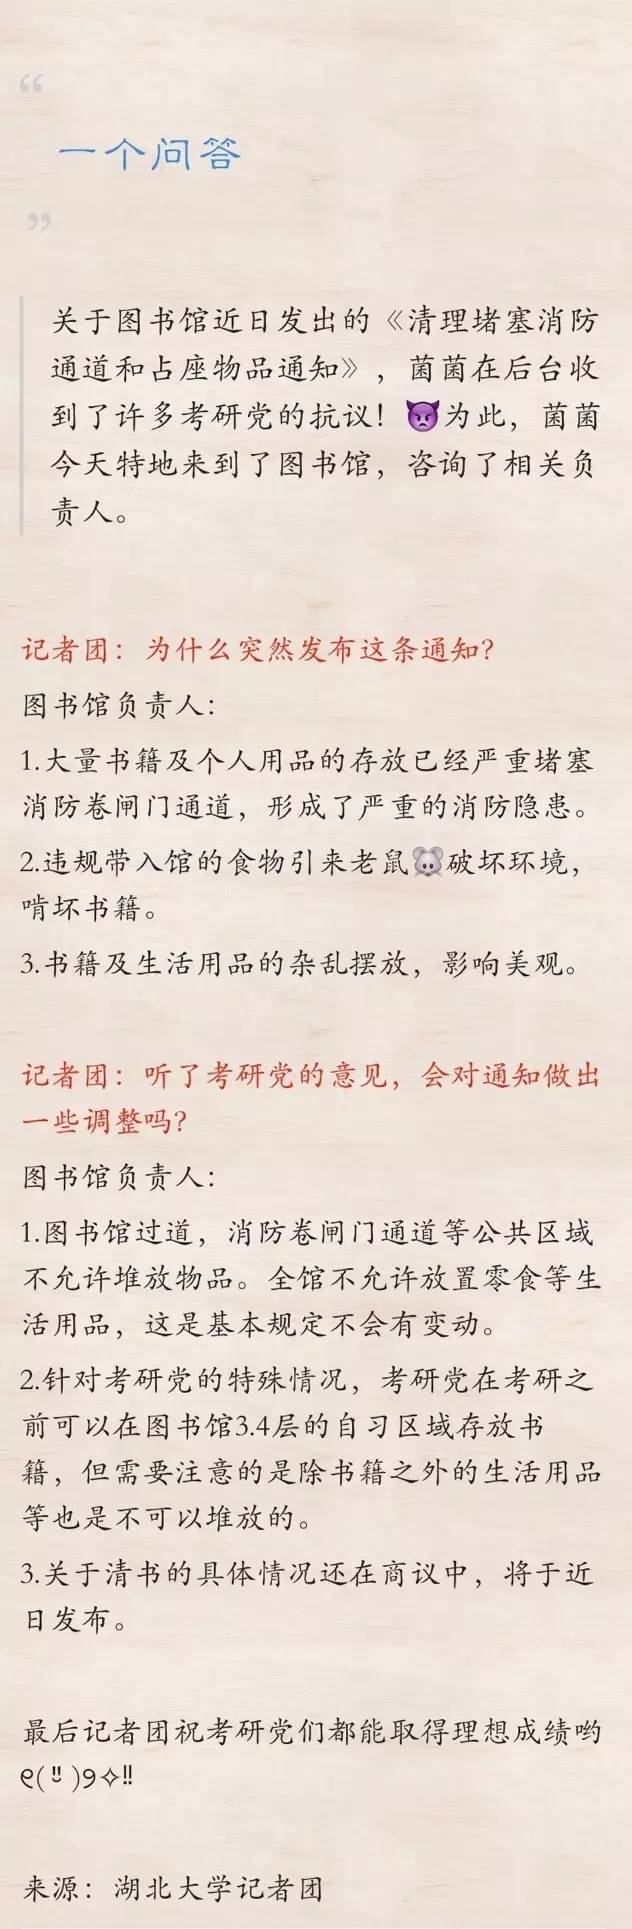 “
一个问答
”
关于图书馆近日发出的《清理堵塞消防
通道和占座物品通知》，菌菌在后台收
到了许多考研党的抗议！👿为此，菌菌
今天特地来到了图书馆，咨询了相关负
责人。
记者团：为什么突然发布这条通知？
图书馆负责人：
1.大量书籍及个人用品的存放已经严重堵塞
消防卷闸门通道，形成了严重的消防隐患。
2.违规带入馆的食物引来老鼠🐭破坏环境，
啃坏书籍。
3.书籍及生活用品的杂乱摆放，影响美观。
记者团：听了考研党的意见，会对通知做出
一些调整吗？
图书馆负责人：
1.图书馆过道，消防卷闸门通道等公共区域
不允许堆放物品。全馆不允许放置零食等生
活用品，这是基本规定不会有变动。
2.针对考研党的特殊情况，考研党在考研之
前可以在图书馆3.4层的自习区域存放书
籍，但需要注意的是除书籍之外的生活用品
等也是不可以堆放的。
3.关于清书的具体情况还在商议中，将于近
日发布。
最后记者团祝考研党们都能取得理想成绩哟
୧(ᵕ̈ )୨✧‼
来源：湖北大学记者团